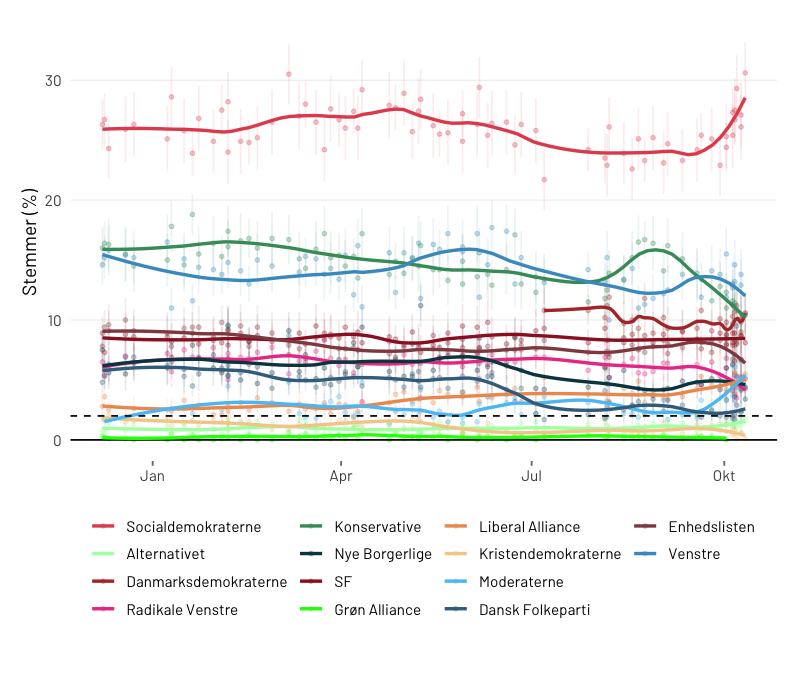 Stemmer (%)
30
20
10
0
Jan Apr Jul Okt
Socialdemokraterne Konservative Liberal Alliance Enhedslisten
Alternativet Nye Borgerlige Kristendemokraterne Venstre
Danmarksdemokraterne SF Moderaterne
Radikale Venstre Grøn Alliance Dansk Folkeparti